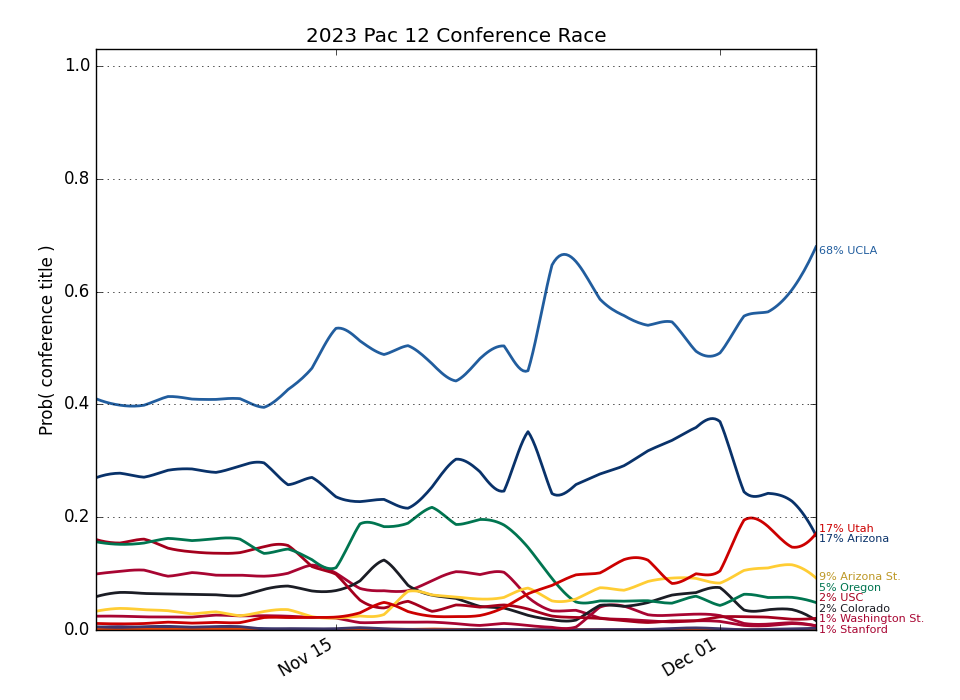 2023 Pac 12 Conference Race
Prob( conference title )
1.0
0.8
0.6
0.4
0.2
0.0
Nov 15
Dec 01
68% UCLA
17% Utah
17% Arizona
9% Arizona St.
5% Oregon
2% USC
2% Colorado
1% Washington St.
1% Stanford